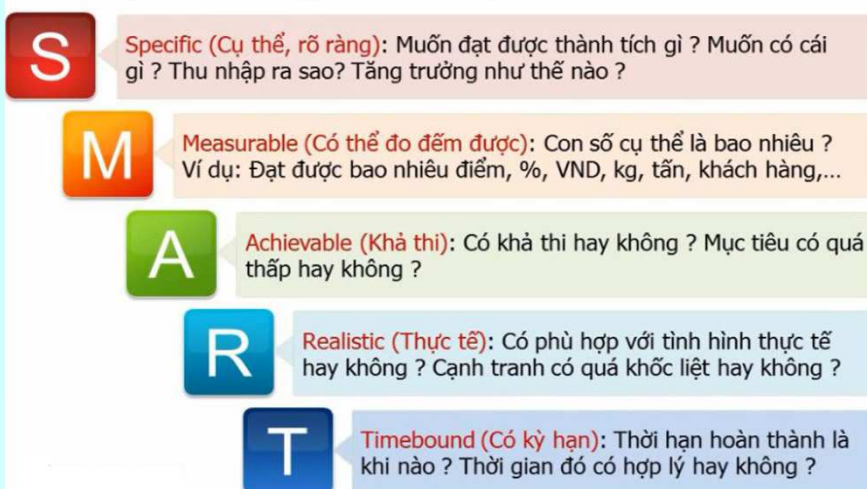 S
Specific (Cụ thể, rõ ràng): Muốn đạt được thành tích gì ? Muốn có cái
gì ? Thu nhập ra sao? Tăng trưởng như thế nào ?
M
Measurable (Có thể đo đếm được): Con số cụ thể là bao nhiêu ?
Ví dụ: Đạt được bao nhiêu điểm, %, VND, kg, tấn, khách hàng,...
A
Achievable (Khả thi): Có khả thi hay không ? Mục tiêu có quá
thấp hay không ?
R
Realistic (Thực tế): Có phù hợp với tình hình thực tế
hay không ? Cạnh tranh có quá khốc liệt hay không ?
T
Timebound (Có kỳ hạn): Thời hạn hoàn thành là
khi nào ? Thời gian đó có hợp lý hay không ?